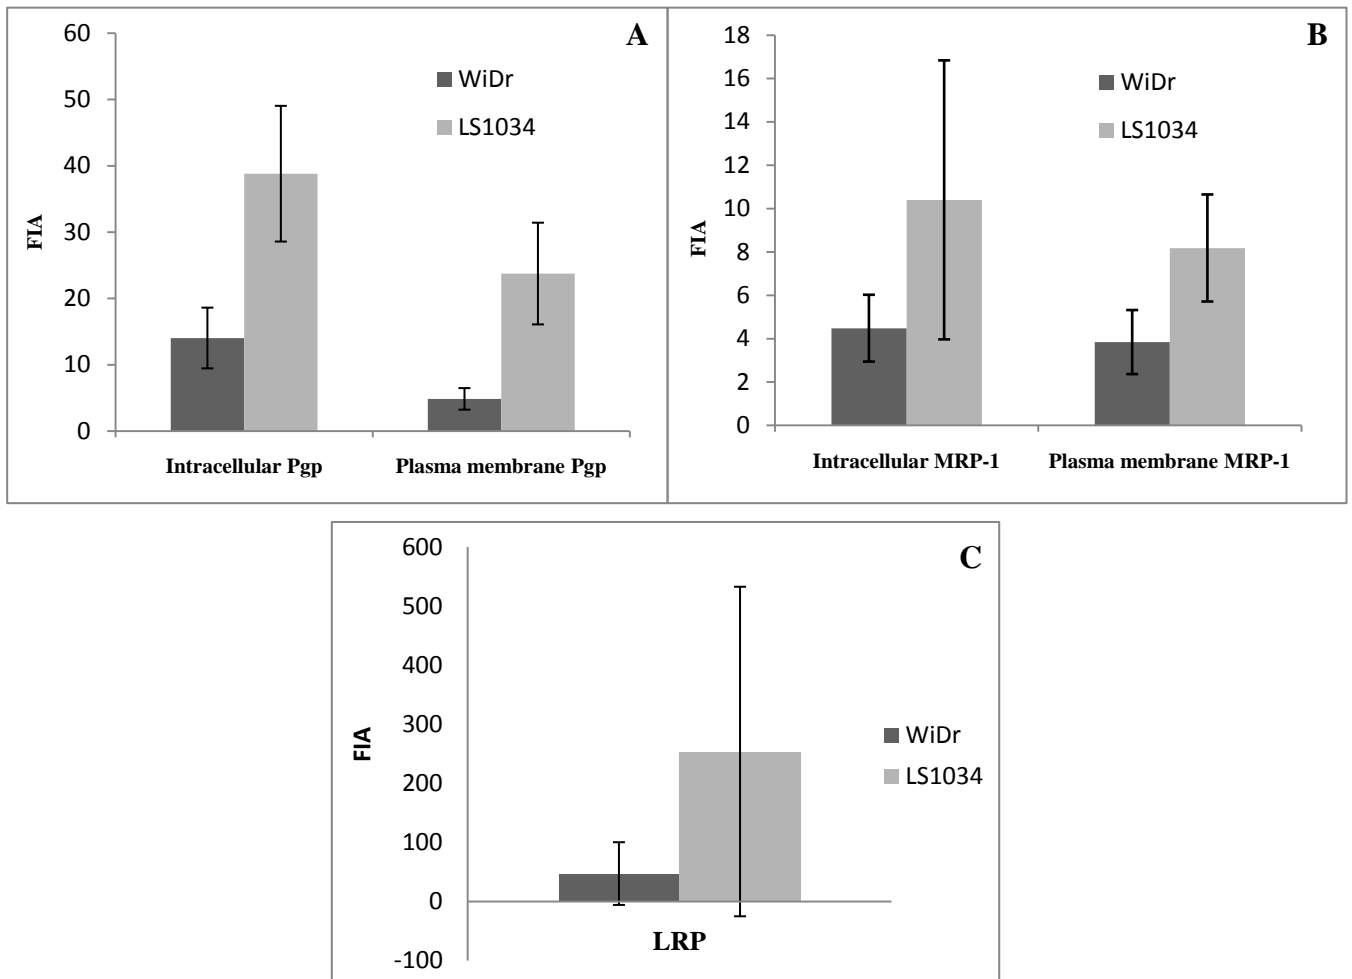 A
60
50
40
30
20
10
0
FIA
WiDr
LS1034
Intracellular Pgp
Plasma membrane Pgp
B
18
16
14
12
10
8
6
4
2
0
FIA
WiDr
LS1034
Intracellular MRP-1
Plasma membrane MRP-1
C
600
500
400
300
200
100
0
-100
FIA
WiDr
LS1034
LRP